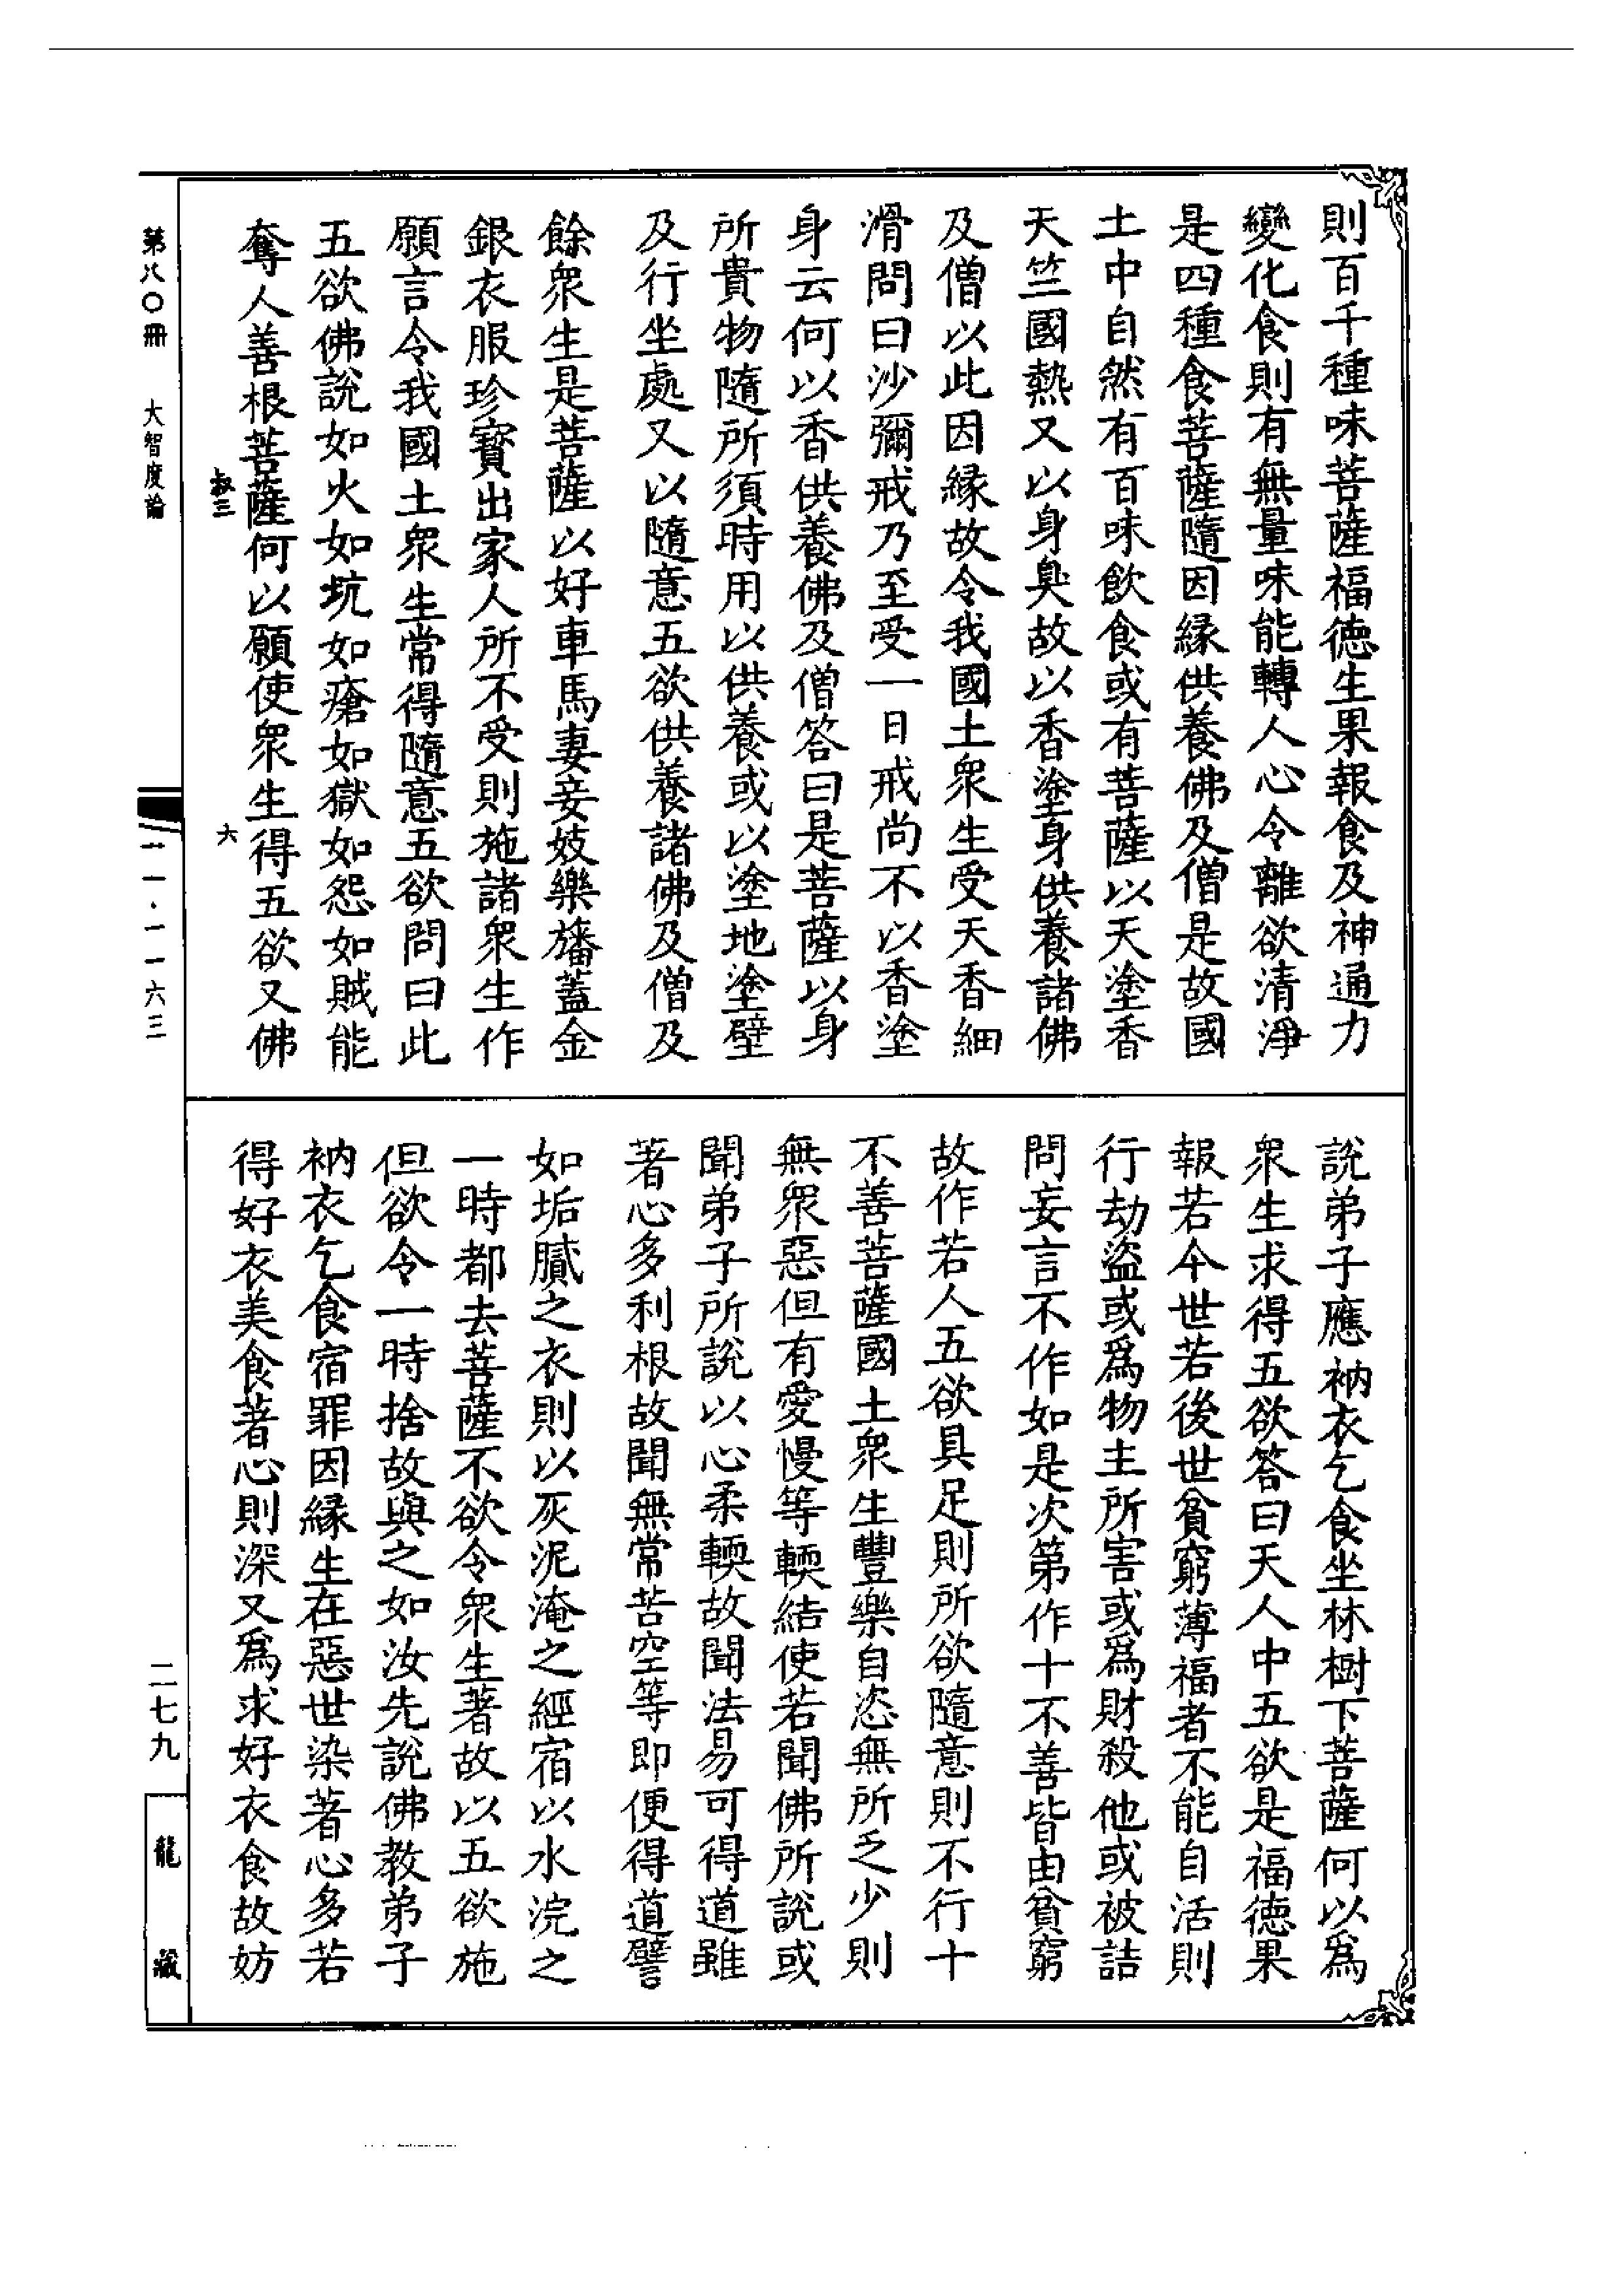 則百千種味菩薩福德生果報食及神通力
變化食則有無量味能轉人心令離欲清淨
是四種食菩薩隨因緣供養佛及僧是故國
土中自然有百味飲食或有菩薩以天塗香
天竺國熱又以身臭故以香塗身供養諸佛
及僧以此因緣故令我國土眾生受天香細
滑問曰沙彌戒乃至受一日戒尚不以香塗
身云何以香供養佛及僧答曰是菩薩以身
所貴物隨所須時用以供養或以塗地塗壁
及行坐處又以隨意五欲供養諸佛及僧及
餘眾生是菩薩以好車馬妻妾妓樂旛蓋金
銀衣服珍寶出家人所不受則施諸眾生作
願言令我國土眾生常得隨意五欲問曰此
五欲佛說如火如坑如瘡如獄如怨如賊能
奪人善根菩薩何以願使眾生得五欲又佛
說弟子應衲衣乞食坐林樹下菩薩何以為
眾生求得五欲答曰天人中五欲是福德果
報若今世若後世貧窮薄福者不能自活則
行劫盜或為物主所害或為財殺他或被詰
問妄言不作如是次第作十不善皆由貧窮
故作若人五欲具足則所欲隨意則不行十
不善菩薩國土眾生豐樂自恣無所乏少則
無眾惡但有愛慢等輭結使若聞佛所說或
聞弟子所說以心柔輭故聞法易可得道雖
著心多利根故聞無常苦空等即便得道譬
如垢膩之衣則以灰泥淹之經宿以水浣之
一時都去菩薩不欲令眾生著故以五欲施
但欲令一時捨故與之如汝先說佛教弟子
衲衣乞食宿罪因緣生在惡世染著心多若
得好衣美食著心則深又為求好衣食故妨
叔三
六
第八〇冊
大智度論
一一一·一一六三
二七九
龍藏